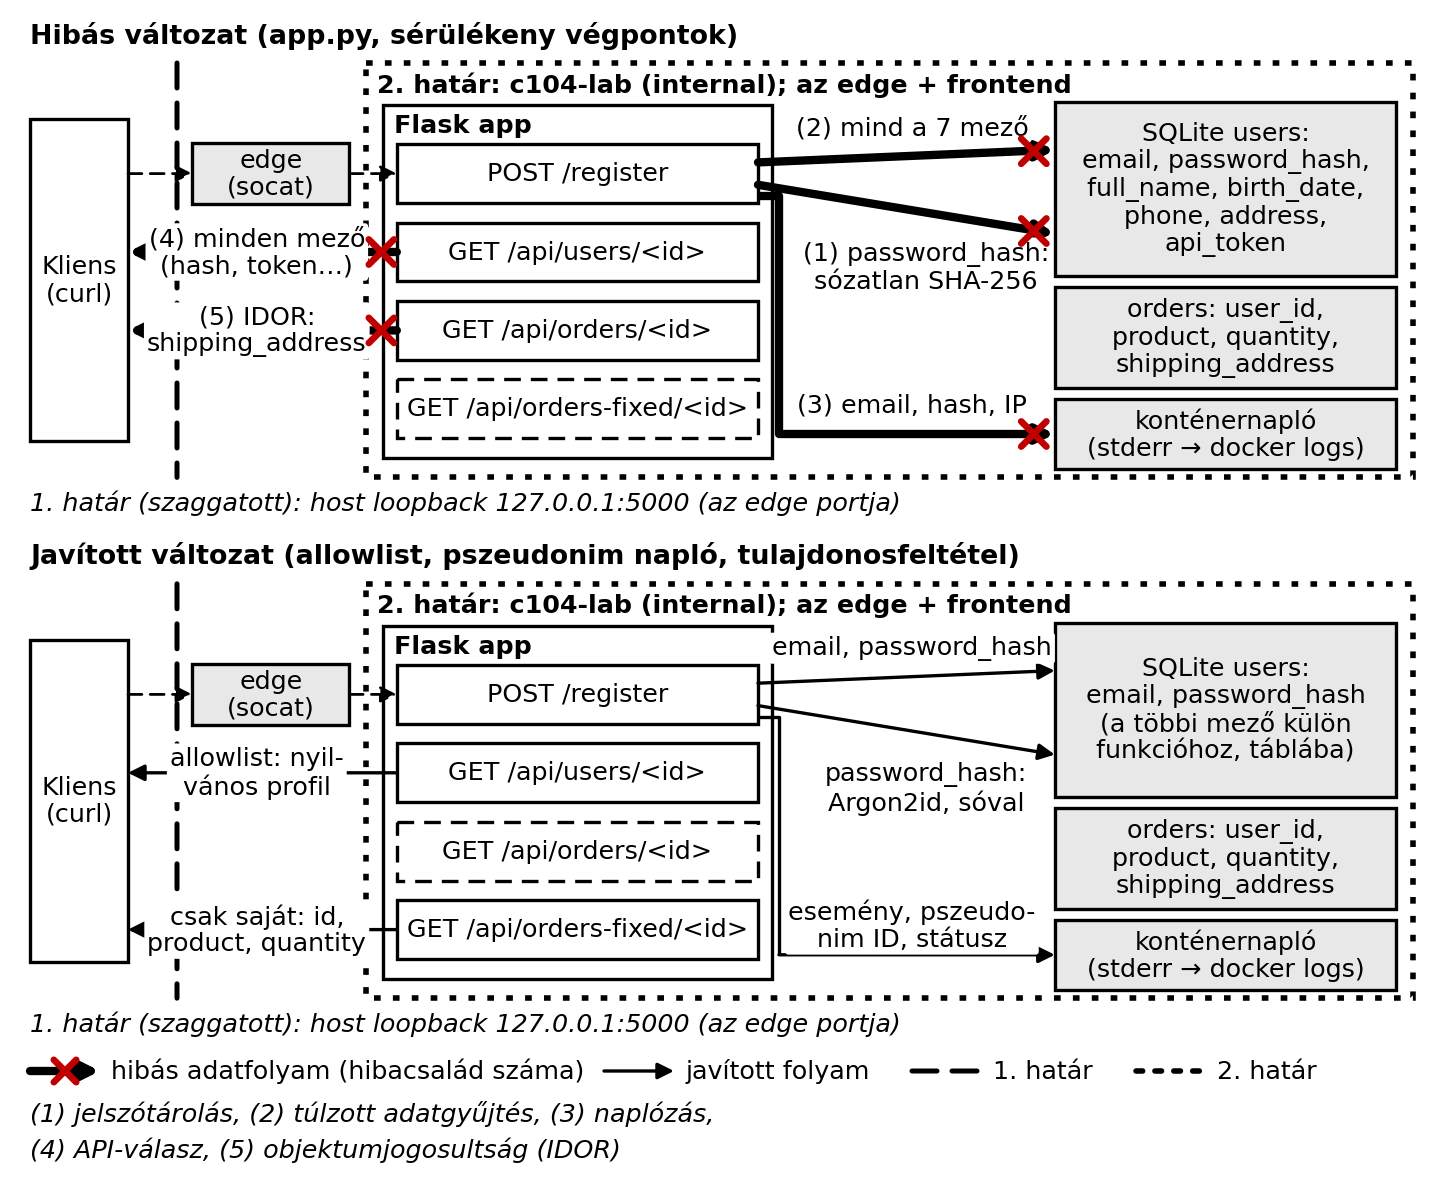 Hibás változat (app.py, sérülékeny végpontok)
2. határ: c104-lab (internal); az edge + frontend
Flask app
Kliens
(curl)
edge
(socat)
POST /register
GET /api/users/<id>
GET /api/orders/<id>
GET /api/orders-fixed/<id>
(4) minden mező
(hash, token…)
(5) IDOR:
shipping_address
(2) mind a 7 mező
(1) password_hash:
sózatlan SHA-256
(3) email, hash, IP
SQLite users:
email, password_hash,
full_name, birth_date,
phone, address,
api_token
orders: user_id,
product, quantity,
shipping_address
konténernapló
(stderr → docker logs)
1. határ (szaggatott): host loopback 127.0.0.1:5000 (az edge portja)
Javított változat (allowlist, pszeudonim napló, tulajdonosfeltétel)
2. határ: c104-lab (internal); az edge + frontend
Flask app
Kliens
(curl)
edge
(socat)
POST /register
GET /api/users/<id>
GET /api/orders/<id>
GET /api/orders-fixed/<id>
allowlist: nyil-
vános profil
csak saját: id,
product, quantity
email, password_hash
password_hash:
Argon2id, sóval
esemény, pszeudo-
nim ID, státusz
SQLite users:
email, password_hash
(a többi mező külön
funkcióhoz, táblába)
orders: user_id,
product, quantity,
shipping_address
konténernapló
(stderr → docker logs)
1. határ (szaggatott): host loopback 127.0.0.1:5000 (az edge portja)
hibás adatfolyam (hibacsalád száma)
javított folyam
1. határ
2. határ
(1) jelszótárolás, (2) túlzott adatgyűjtés, (3) naplózás,
(4) API-válasz, (5) objektumjogosultság (IDOR)